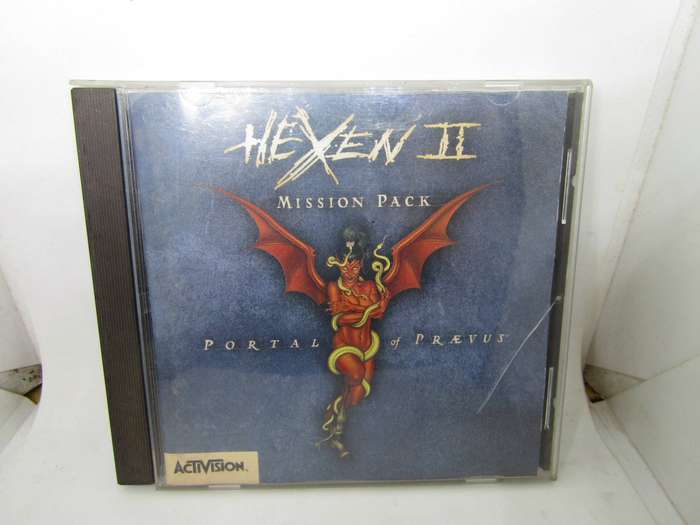 HEXEN II
MISSION PACK
PORTAL of PRÆVUS
ACTIVISION.